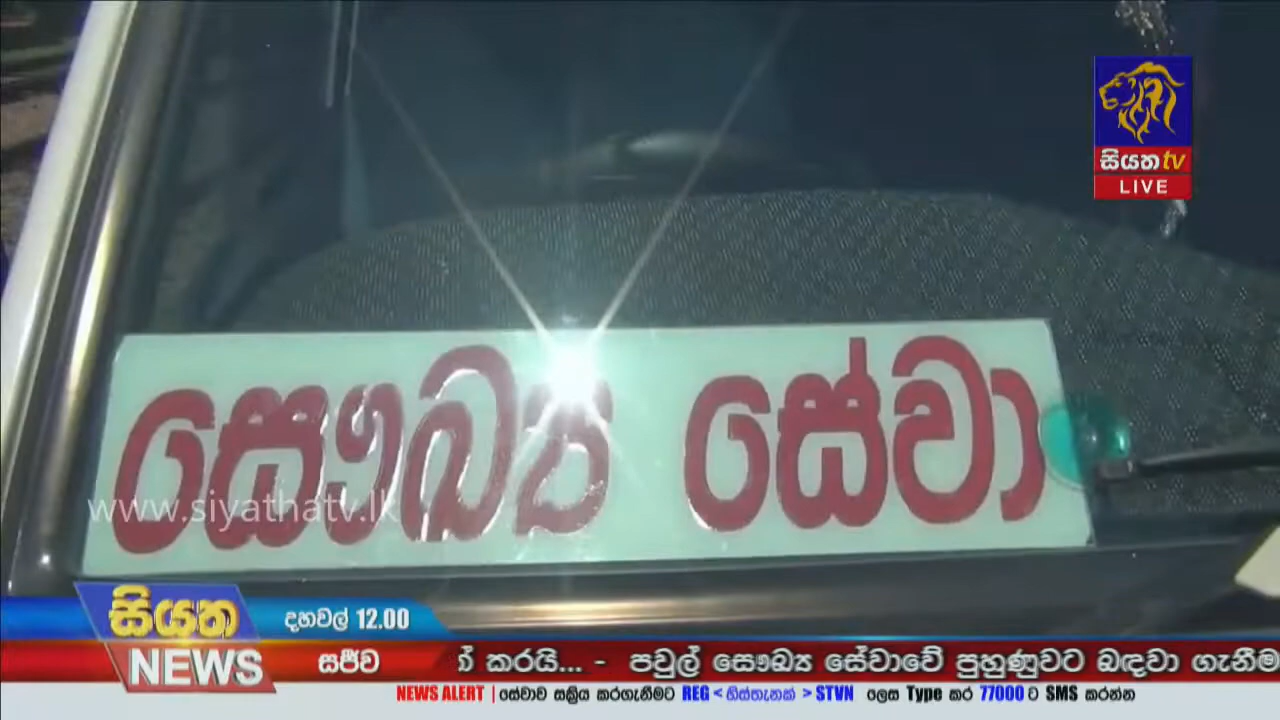 සියත tv
LIVE
සෞඛ්‍ය සේවා
www.siyathatv.lk
සියත
NEWS
දහවල් 12.00
සජීව
කරයි... - පවුල් සෞඛ්‍ය සේවාවේ පුහුණුවට බඳවා ගැනීම
NEWS ALERT | සේවාව සක්‍රිය කරගැනීමට REG < හිස්තැනක් > STVN ලෙස Type කර 77000 ට SMS කරන්න